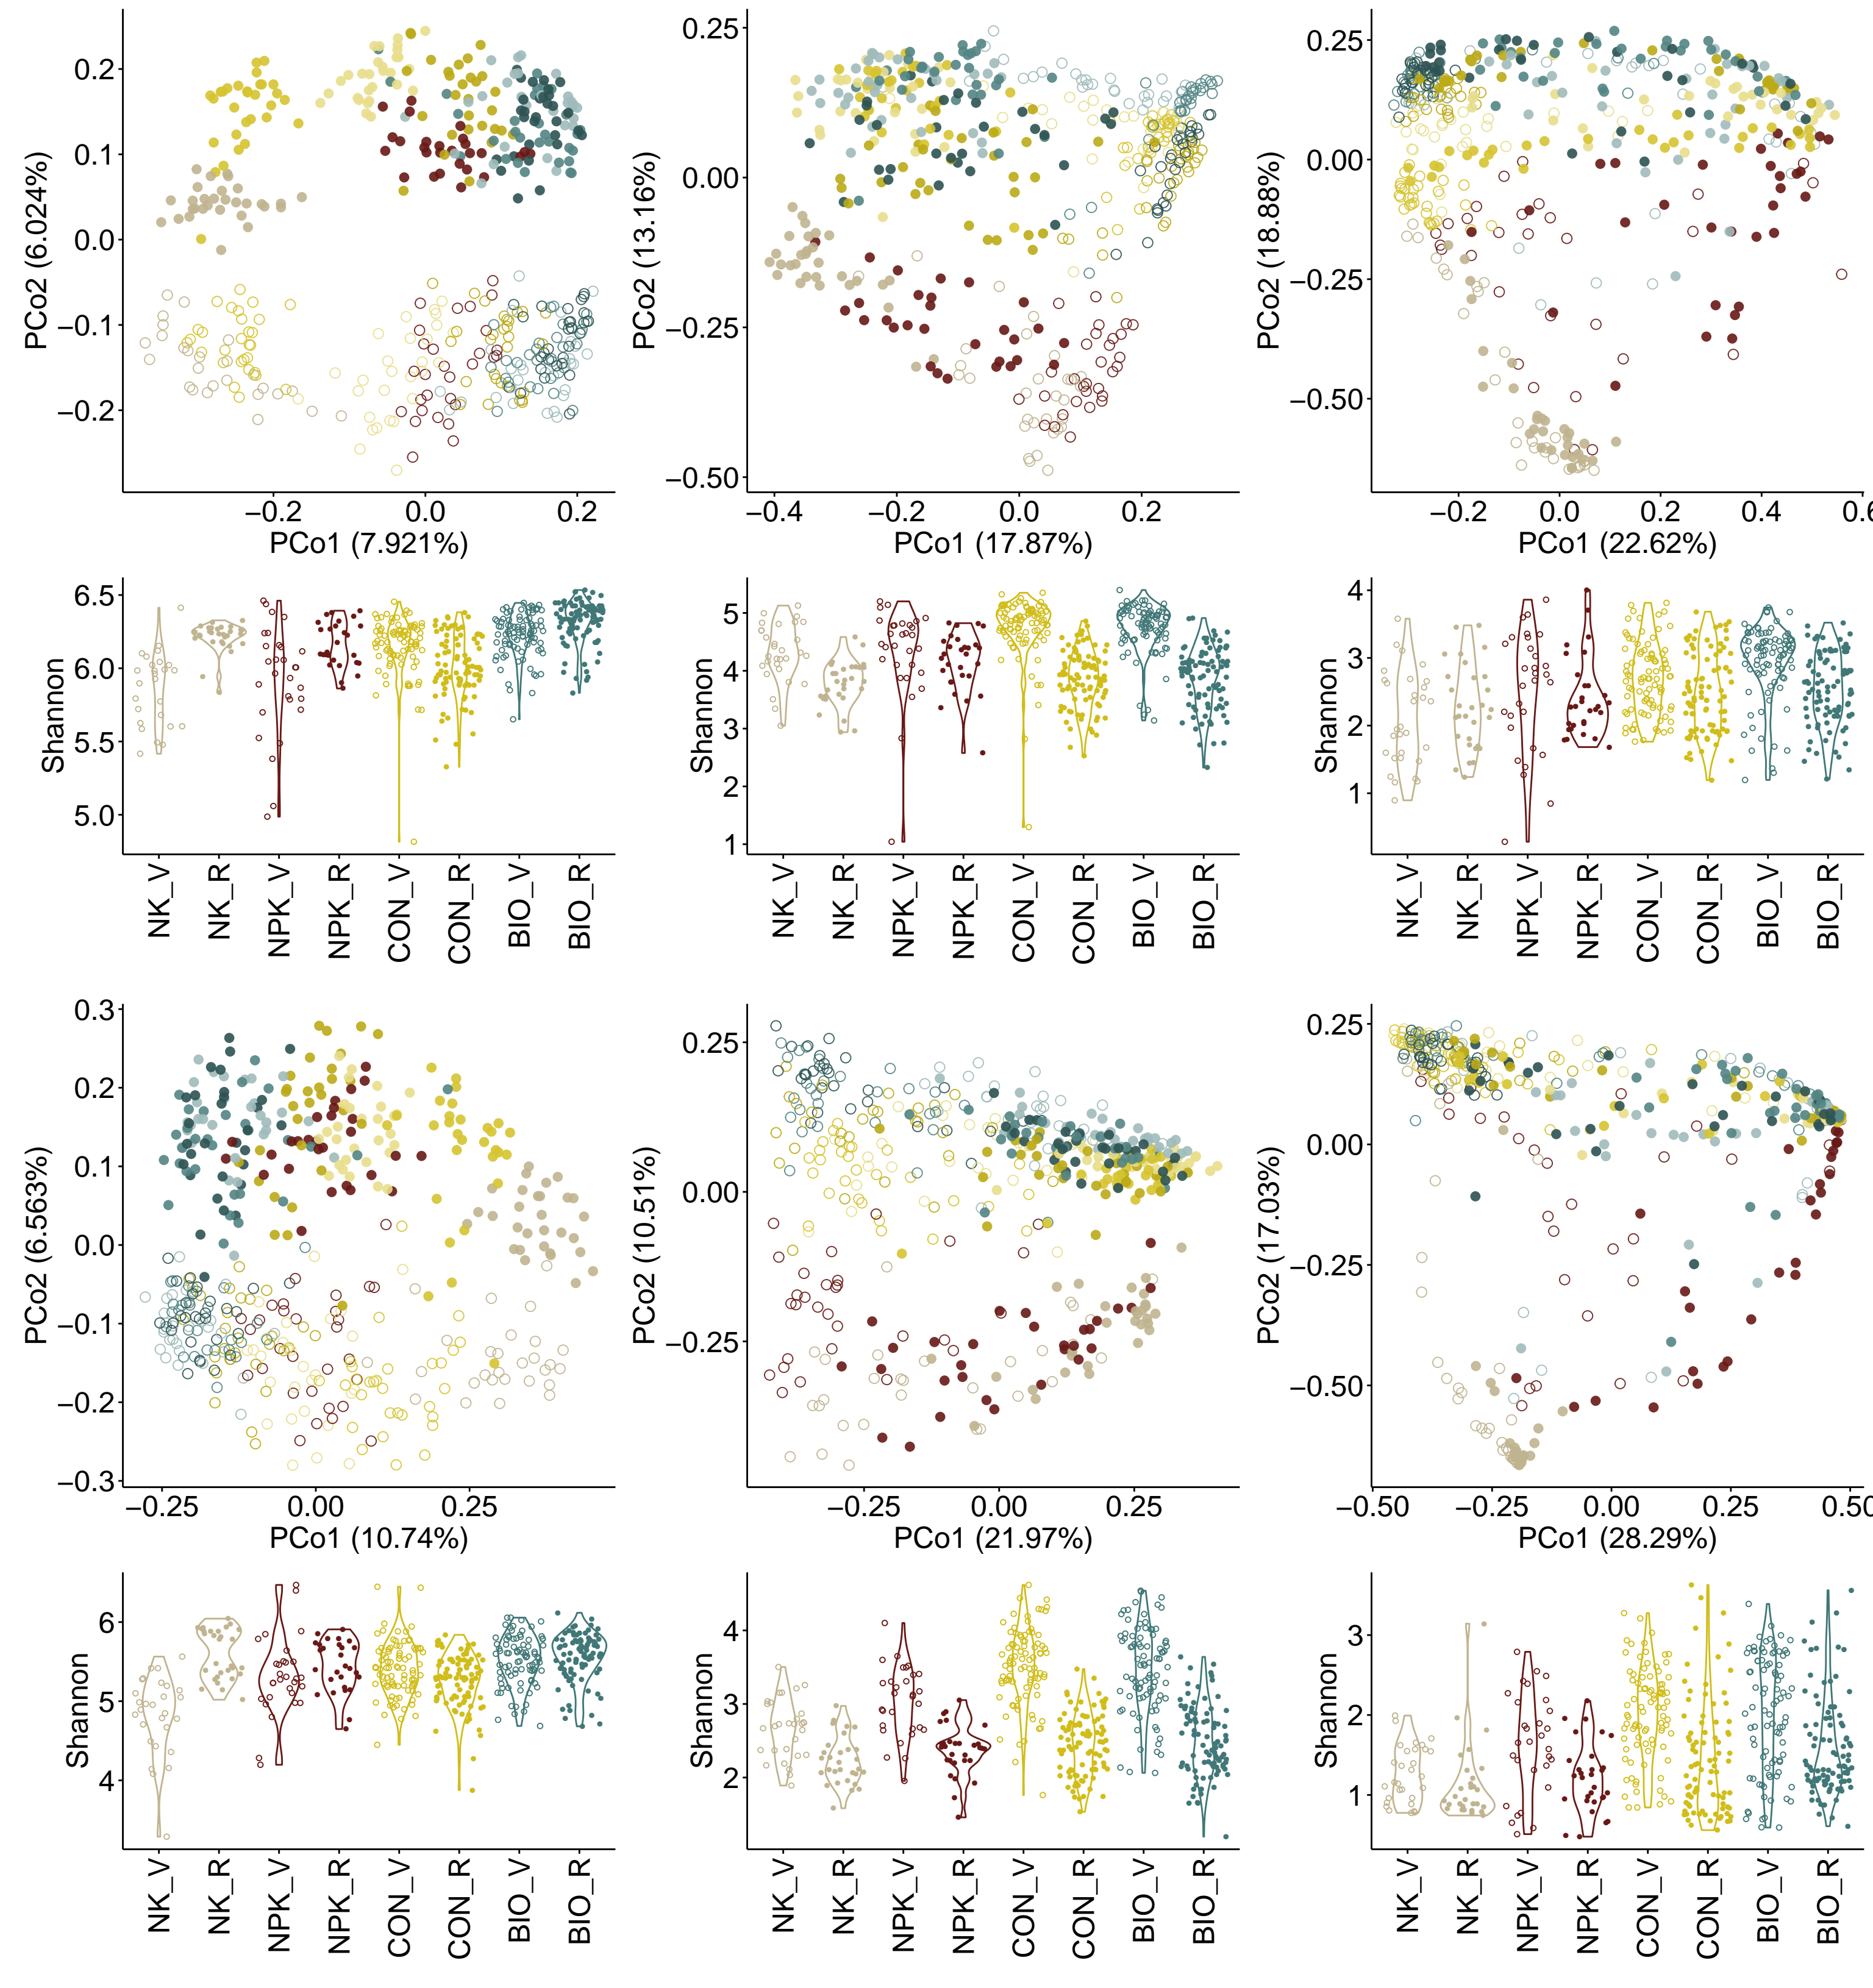 PCo2 (6.024%)
0.2
0.1
0.0
−0.1
−0.2
−0.2 0.0 0.2
PCo1 (7.921%)
PCo2 (13.16%)
0.25
0.00
−0.25
−0.50
−0.4 −0.2 0.0 0.2
PCo1 (17.87%)
PCo2 (18.88%)
0.25
0.00
−0.25
−0.50
−0.2 0.0 0.2 0.4 0.6
PCo1 (22.62%)
Shannon
6.5
6.0
5.5
5.0
NK_V NK_R NPK_V NPK_R CON_V CON_R BIO_V BIO_R
Shannon
5
4
3
2
1
NK_V NK_R NPK_V NPK_R CON_V CON_R BIO_V BIO_R
Shannon
4
3
2
1
NK_V NK_R NPK_V NPK_R CON_V CON_R BIO_V BIO_R
PCo2 (6.563%)
0.3
0.2
0.1
0.0
−0.1
−0.2
−0.3
−0.25 0.00 0.25
PCo1 (10.74%)
PCo2 (10.51%)
0.25
0.00
−0.25
−0.25 0.00 0.25
PCo1 (21.97%)
PCo2 (17.03%)
0.25
0.00
−0.25
−0.50
−0.50 −0.25 0.00 0.25 0.50
PCo1 (28.29%)
Shannon
6
5
4
NK_V NK_R NPK_V NPK_R CON_V CON_R BIO_V BIO_R
Shannon
4
3
2
NK_V NK_R NPK_V NPK_R CON_V CON_R BIO_V BIO_R
Shannon
3
2
1
NK_V NK_R NPK_V NPK_R CON_V CON_R BIO_V BIO_R